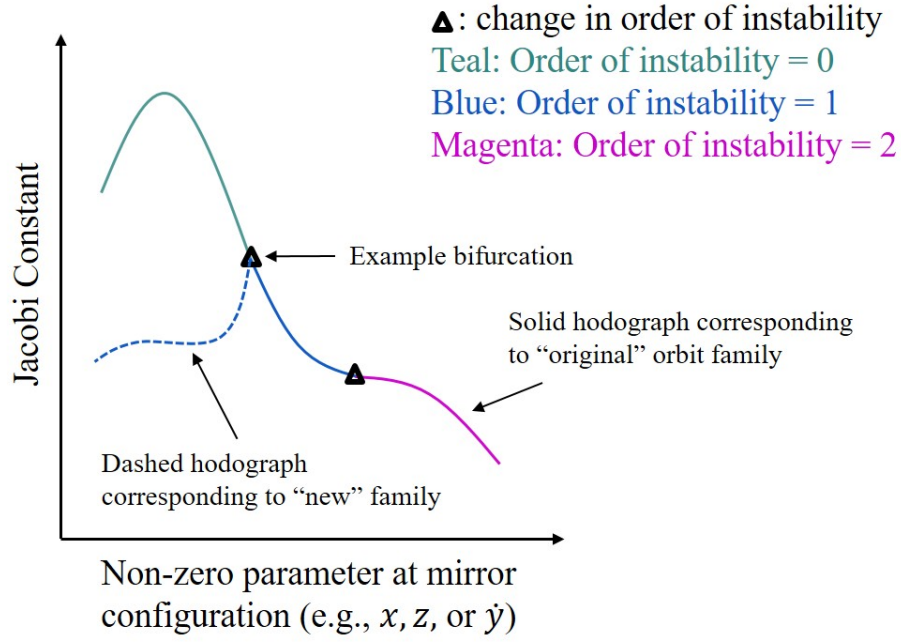 ▲: change in order of instability
Teal: Order of instability = 0
Blue: Order of instability = 1
Magenta: Order of instability = 2
Jacobi Constant
Example bifurcation
Solid hodograph corresponding
to “original” orbit family
Dashed hodograph
corresponding to “new” family
Non-zero parameter at mirror
configuration (e.g., x, z, or ẏ)